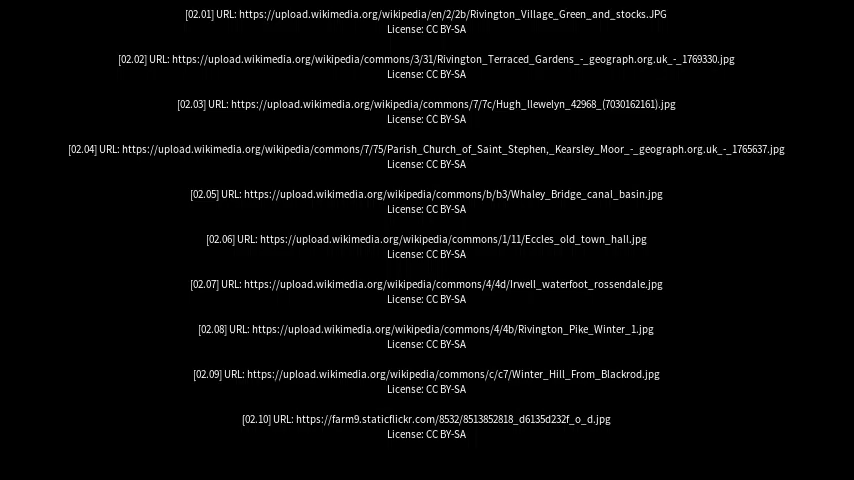 [02.01] URL: https://upload.wikimedia.org/wikipedia/en/2/2b/Rivington_Village_Green_and_stocks.JPG
License: CC BY-SA
[02.02] URL: https://upload.wikimedia.org/wikipedia/commons/3/31/Rivington_Terraced_Gardens_-_geograph.org.uk_-_1769330.jpg
License: CC BY-SA
[02.03] URL: https://upload.wikimedia.org/wikipedia/commons/7/7c/Hugh_llewelyn_42968_(7030162161).jpg
License: CC BY-SA
[02.04] URL: https://upload.wikimedia.org/wikipedia/commons/7/75/Parish_Church_of_Saint_Stephen,_Kearsley_Moor_-_geograph.org.uk_-_1765637.jpg
License: CC BY-SA
[02.05] URL: https://upload.wikimedia.org/wikipedia/commons/b/b3/Whaley_Bridge_canal_basin.jpg
License: CC BY-SA
[02.06] URL: https://upload.wikimedia.org/wikipedia/commons/1/11/Eccles_old_town_hall.jpg
License: CC BY-SA
[02.07] URL: https://upload.wikimedia.org/wikipedia/commons/4/4d/Irwell_waterfoot_rossendale.jpg
License: CC BY-SA
[02.08] URL: https://upload.wikimedia.org/wikipedia/commons/4/4b/Rivington_Pike_Winter_1.jpg
License: CC BY-SA
[02.09] URL: https://upload.wikimedia.org/wikipedia/commons/c/c7/Winter_Hill_From_Blackrod.jpg
License: CC BY-SA
[02.10] URL: https://farm9.staticflickr.com/8532/8513852818_d6135d232f_o_d.jpg
License: CC BY-SA